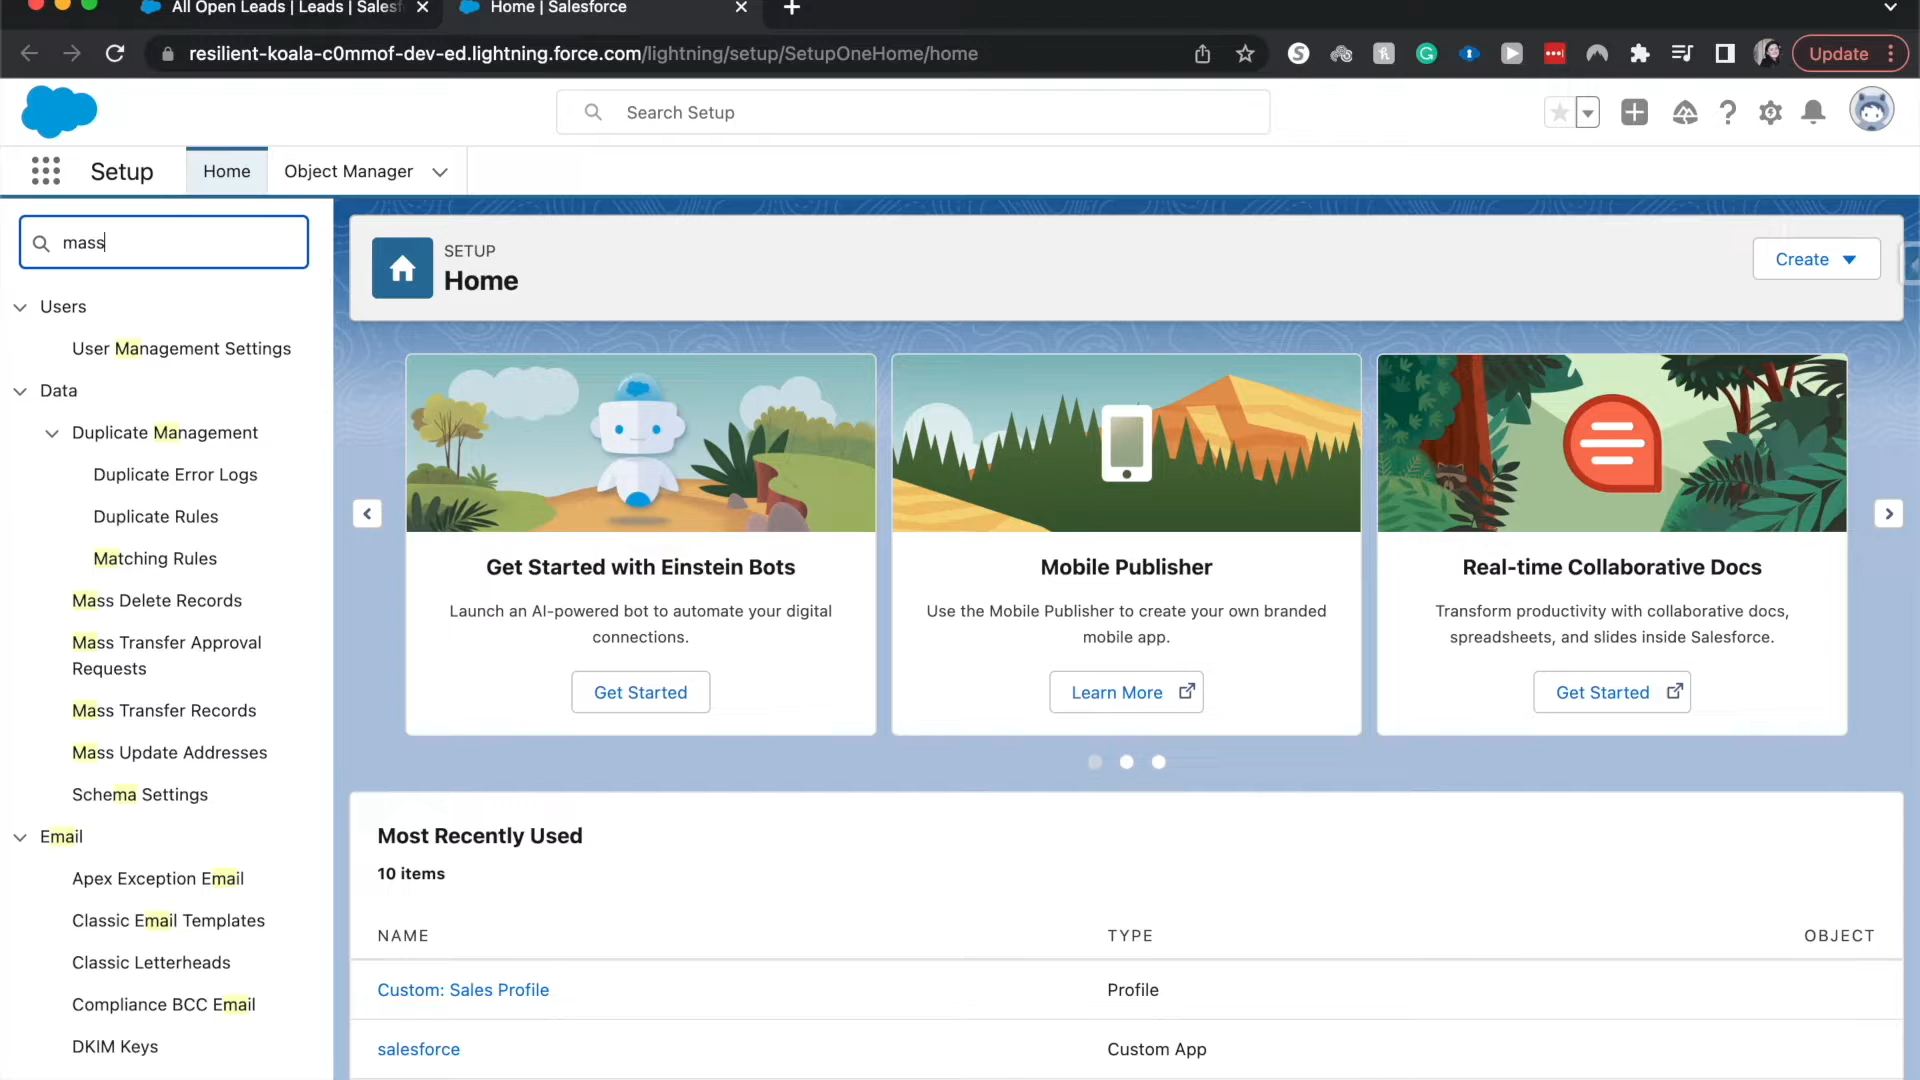 All Open Leads | Leads | Salesf
Home | Salesforce
resilient-koala-c0mmof-dev-ed.lightning.force.com/lightning/setup/SetupOneHome/home
Update
Search Setup
Setup
Home
Object Manager
mass
Users
User Management Settings
Data
Duplicate Management
Duplicate Error Logs
Duplicate Rules
Matching Rules
Mass Delete Records
Mass Transfer Approval
Requests
Mass Transfer Records
Mass Update Addresses
Schema Settings
Email
Apex Exception Email
Classic Email Templates
Classic Letterheads
Compliance BCC Email
DKIM Keys
SETUP
Home
Create
Get Started with Einstein Bots
Launch an AI-powered bot to automate your digital
connections.
Get Started
Mobile Publisher
Use the Mobile Publisher to create your own branded
mobile app.
Learn More
Real-time Collaborative Docs
Transform productivity with collaborative docs,
spreadsheets, and slides inside Salesforce.
Get Started
Most Recently Used
10 items
NAME TYPE OBJECT
Custom: Sales Profile Profile
salesforce Custom App